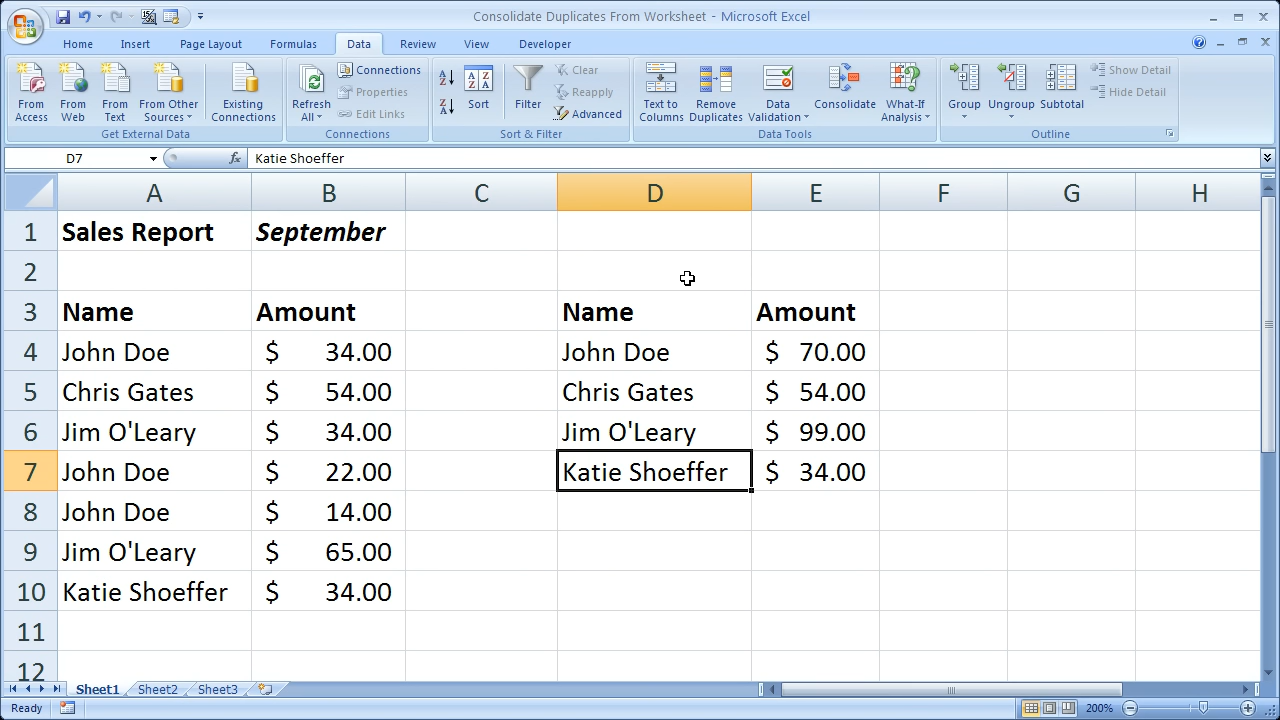 Consolidate Duplicates From Worksheet - Microsoft Excel
Home Insert Page Layout Formulas Data Review View Developer
From Access
From Web
From Text
From Other Sources
Existing Connections
Get External Data
Refresh All
Connections
Properties
Edit Links
Connections
Sort
Filter
Clear
Reapply
Advanced
Sort & Filter
Text to Columns
Remove Duplicates
Data Validation
Consolidate
What-If Analysis
Data Tools
Group
Ungroup
Subtotal
Show Detail
Hide Detail
Outline
D7 fx Katie Shoeffer
A B C D E F G H
1 Sales Report September
2
3 Name Amount Name Amount
4 John Doe $ 34.00 John Doe $ 70.00
5 Chris Gates $ 54.00 Chris Gates $ 54.00
6 Jim O'Leary $ 34.00 Jim O'Leary $ 99.00
7 John Doe $ 22.00 Katie Shoeffer $ 34.00
8 John Doe $ 14.00
9 Jim O'Leary $ 65.00
10 Katie Shoeffer $ 34.00
11
12
Sheet1 Sheet2 Sheet3
Ready 200%